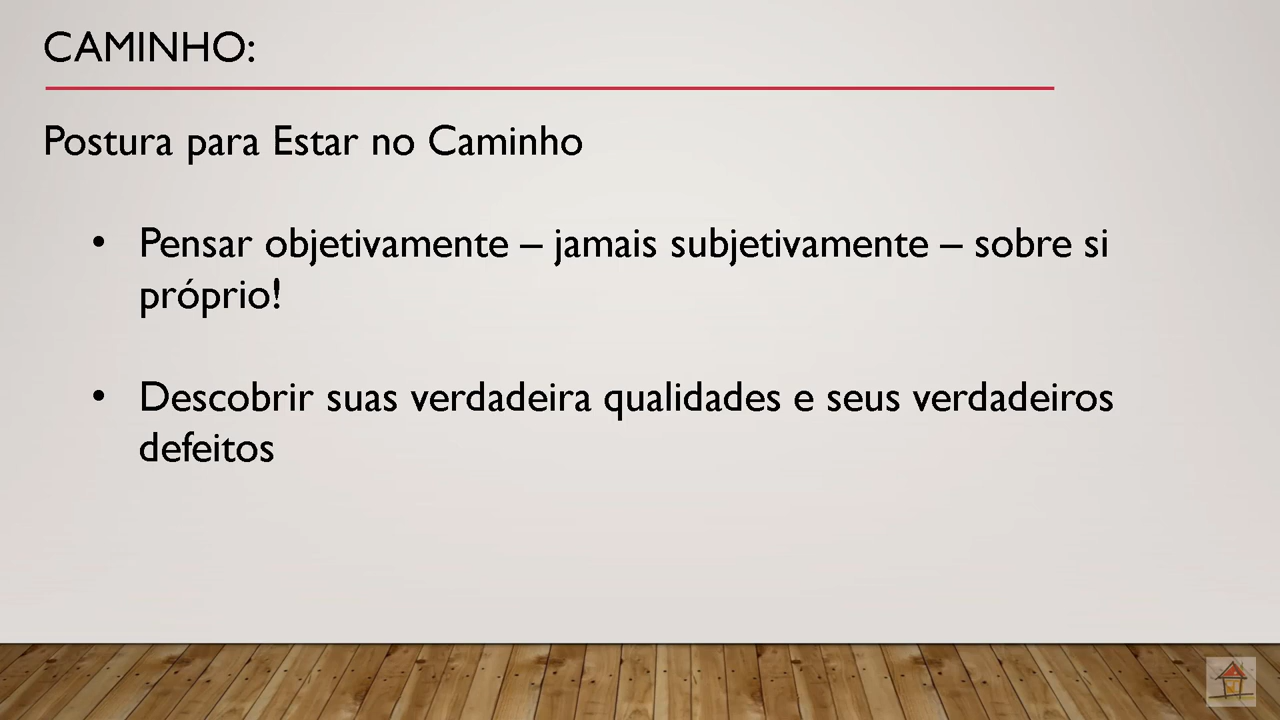 CAMINHO:
Postura para Estar no Caminho
• Pensar objetivamente – jamais subjetivamente – sobre si
próprio!
• Descobrir suas verdadeira qualidades e seus verdadeiros
defeitos